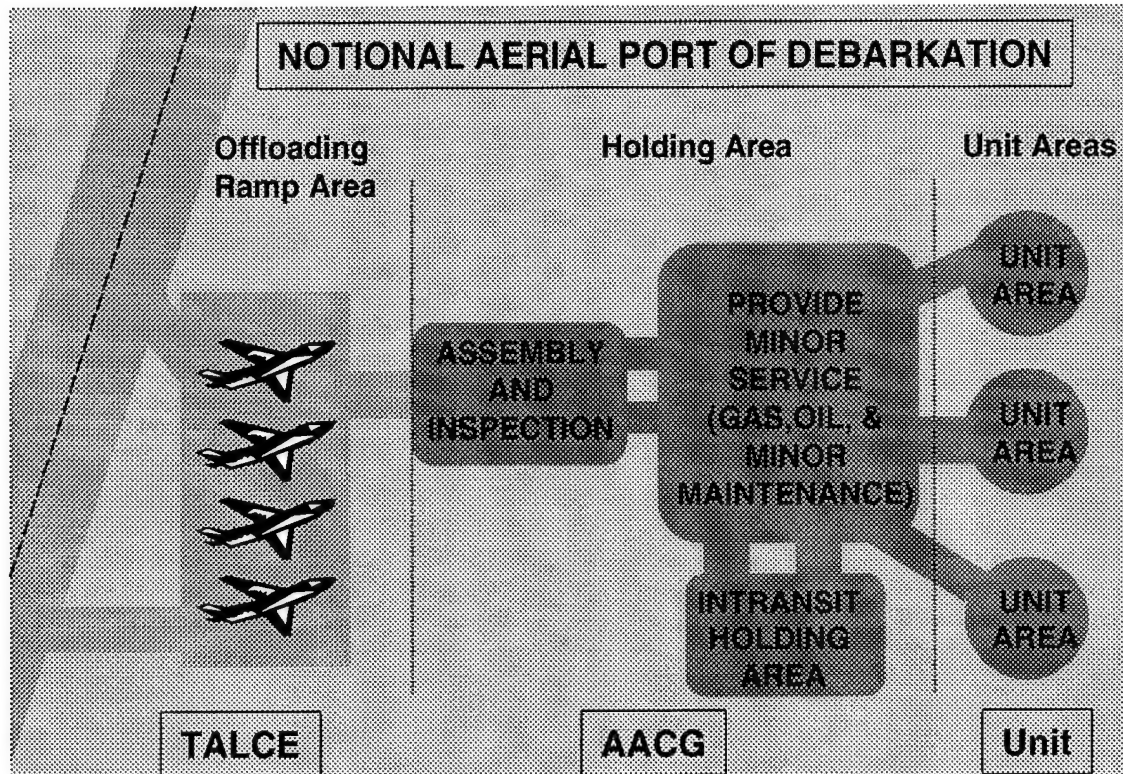 NOTIONAL AERIAL PORT OF DEBARKATION
Offloading
Ramp Area
Holding Area
Unit Areas
ASSEMBLY
AND
INSPECTION
PROVIDE
MINOR
SERVICE
(GAS,OIL, &
MINOR
MAINTENANCE)
INTRANSIT
HOLDING
AREA
UNIT
AREA
UNIT
AREA
UNIT
AREA
TALCE
AACG
Unit